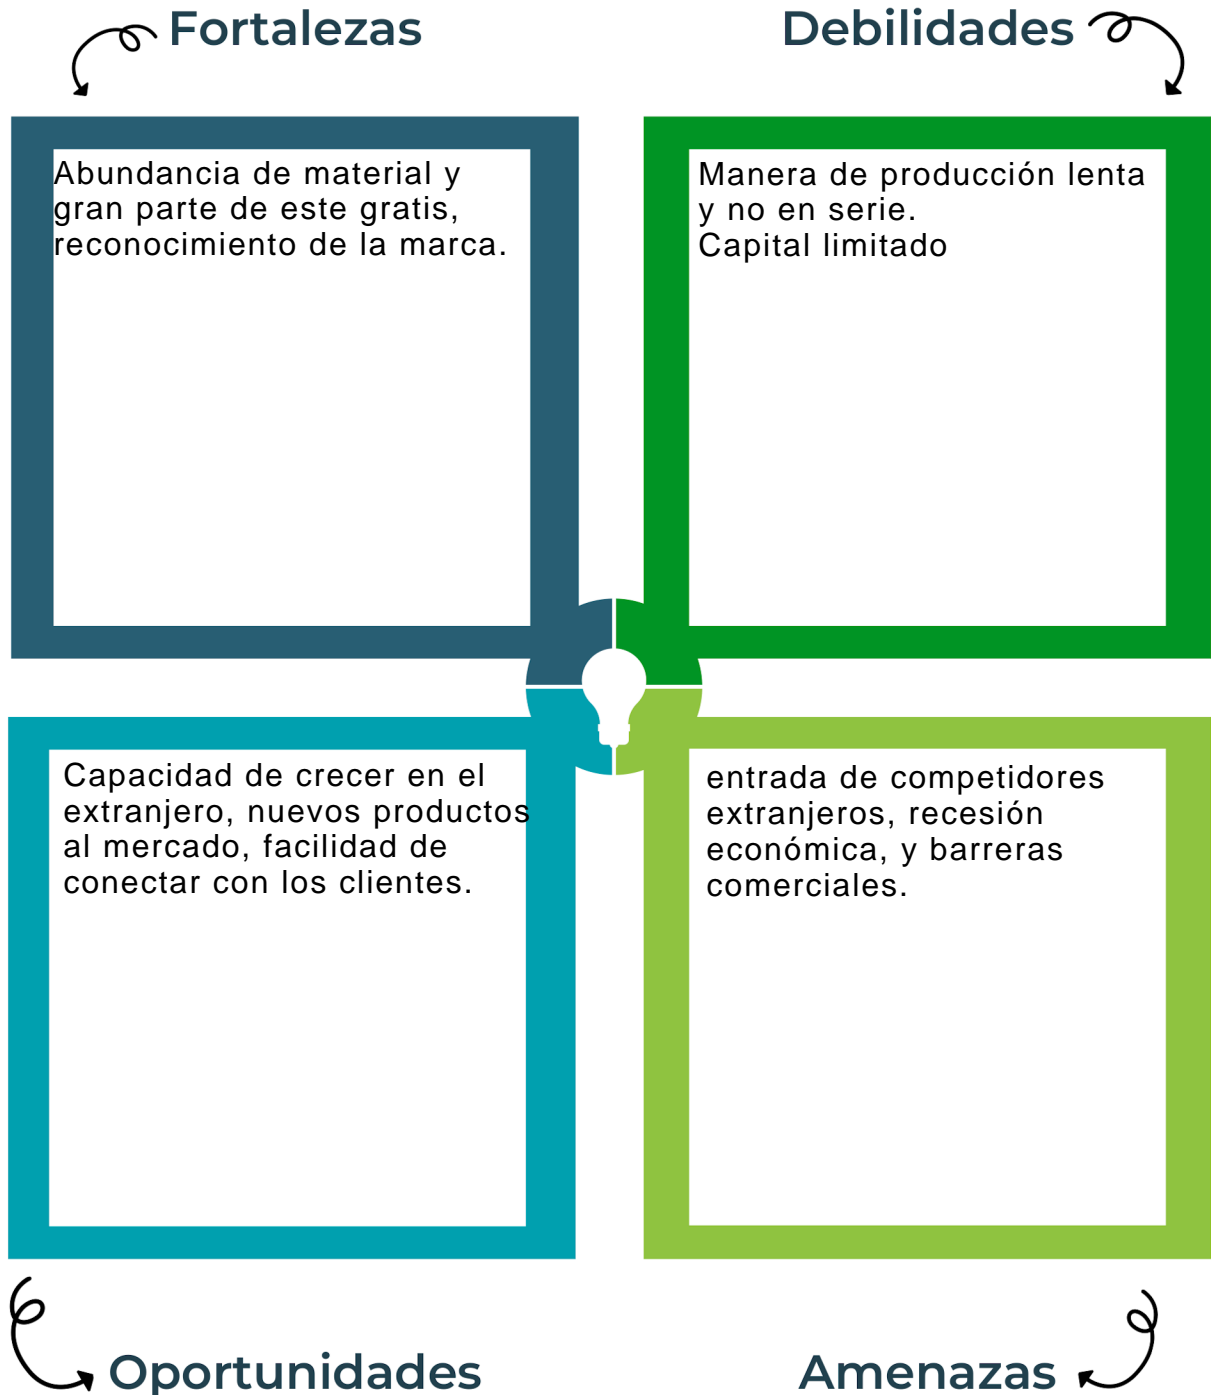 Fortalezas
Abundancia de material y
gran parte de este gratis,
reconocimiento de la marca.
Debilidades
Manera de producción lenta
y no en serie.
Capital limitado
Capacidad de crecer en el
extranjero, nuevos productos
al mercado, facilidad de
conectar con los clientes.
Oportunidades
entrada de competidores
extranjeros, recesión
económica, y barreras
comerciales.
Amenazas